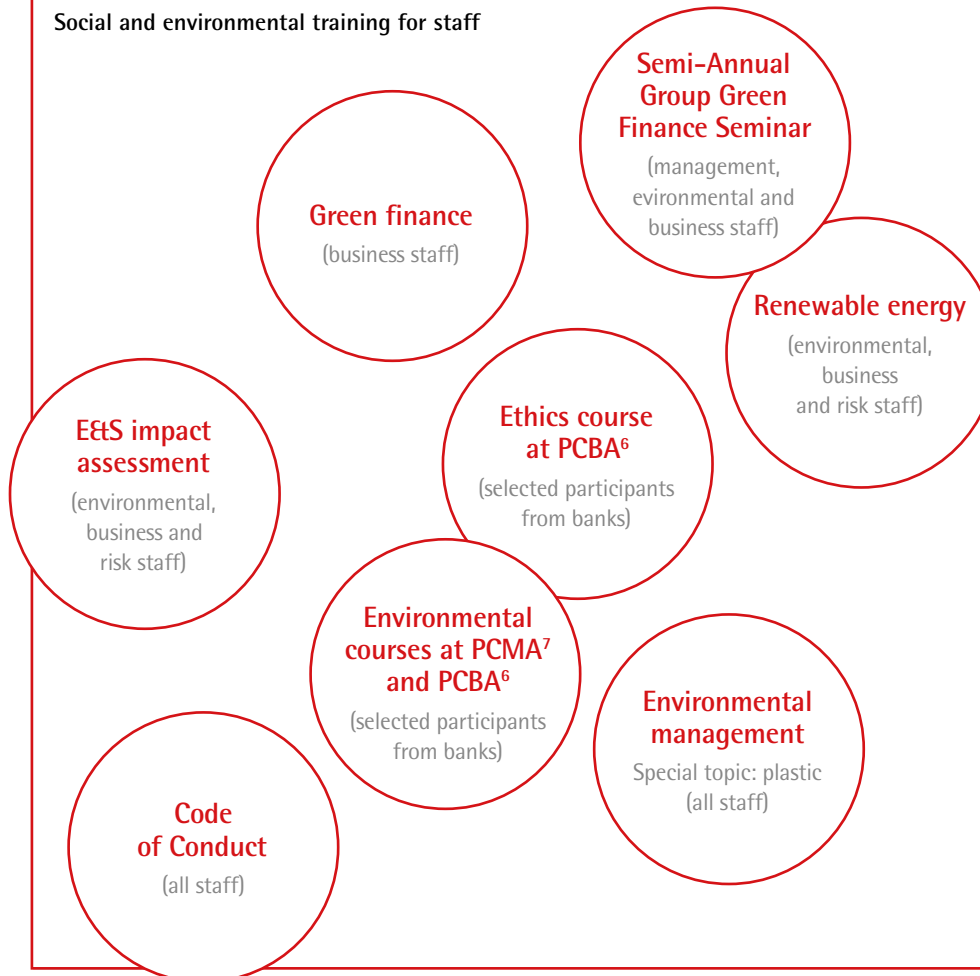 Social and environmental training for staff
Semi-Annual
Group Green
Finance Seminar
(management,
evironmental and
business staff)
Green finance
(business staff)
Renewable energy
(environmental,
business
and risk staff)
E&S impact
assessment
(environmental,
business and
risk staff)
Ethics course
at PCBA⁶
(selected participants
from banks)
Environmental
courses at PCMA⁷
and PCBA⁶
(selected participants
from banks)
Environmental
management
Special topic: plastic
(all staff)
Code
of Conduct
(all staff)